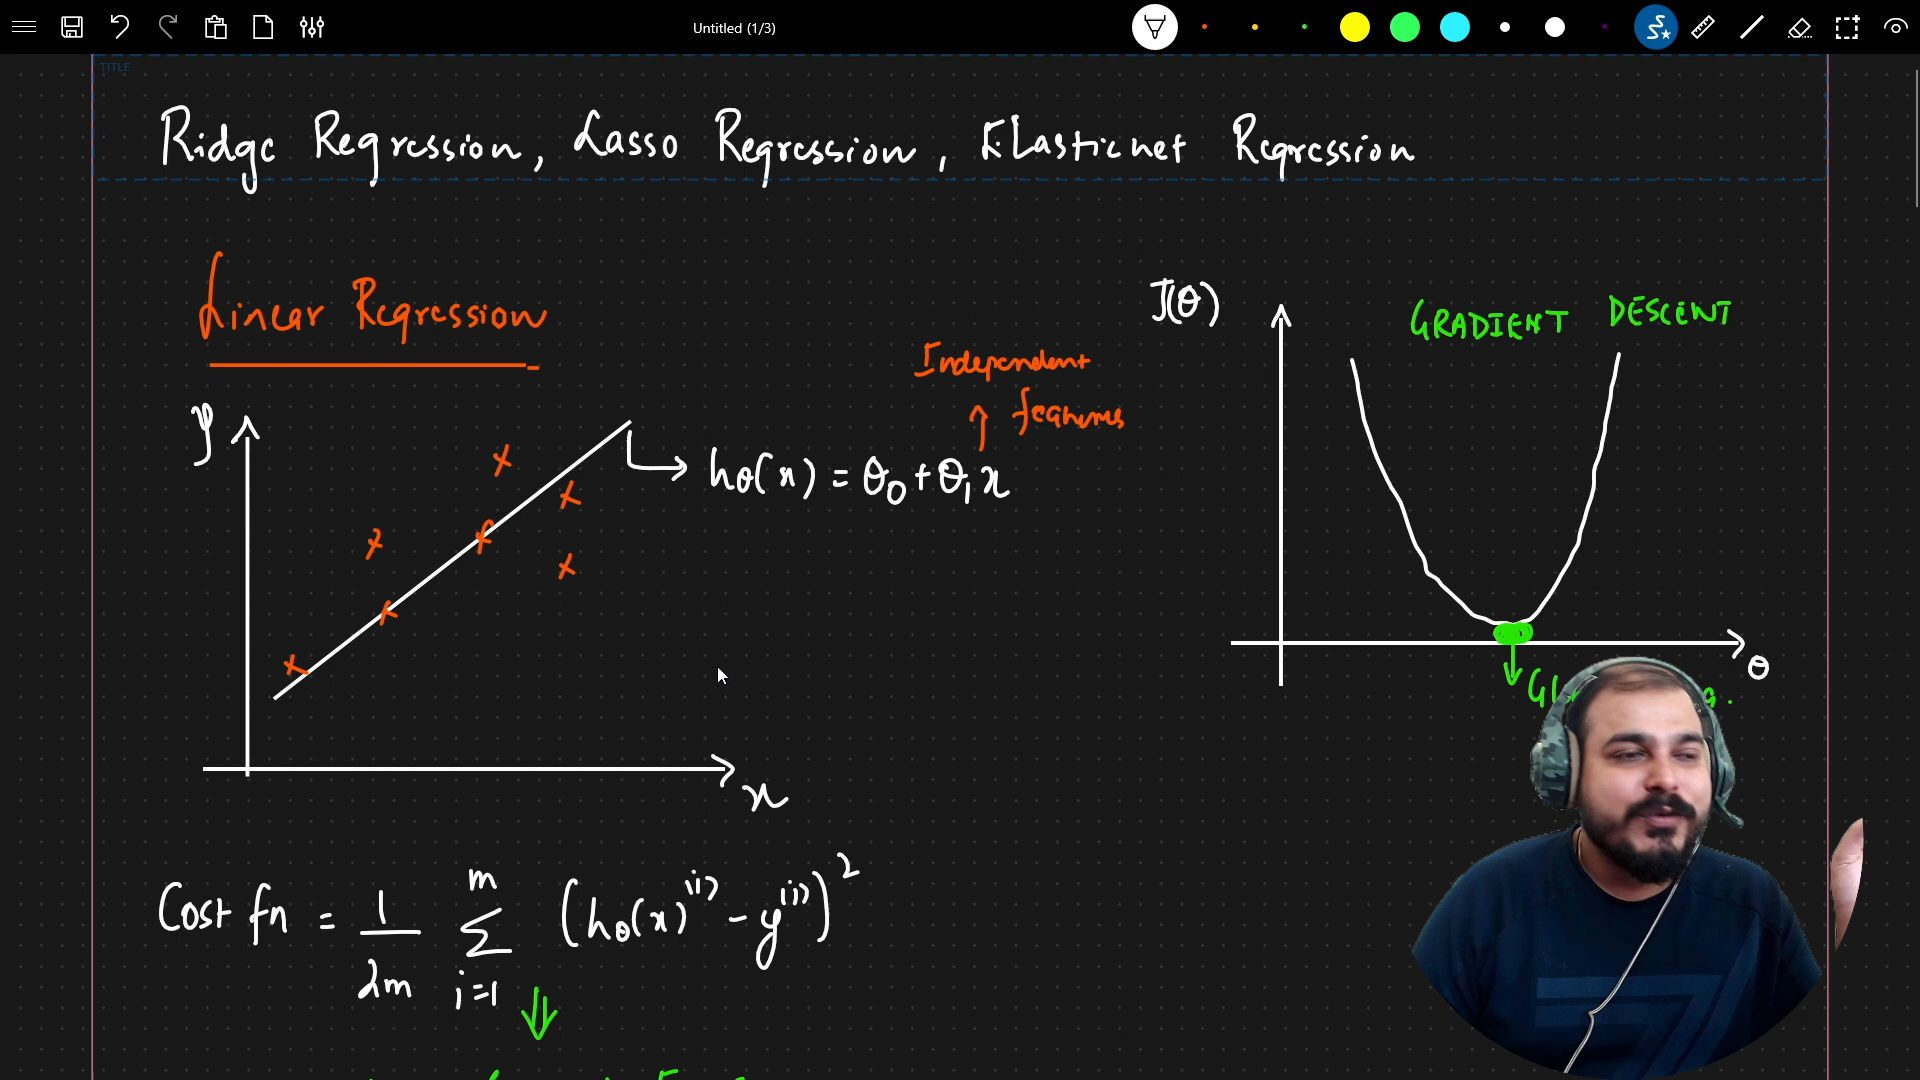 Untitled (1/3)
TITLE
Ridge Regression, Lasso Regression, Elasticnet Regression
Linear Regression
J(θ)
GRADIENT DESCENT
Independent
features
y
hθ(x) = θ0 + θ1x
θ
x
Cost fn = 1/2m m Σ i=1 (hθ(x)(i) - y(i))2